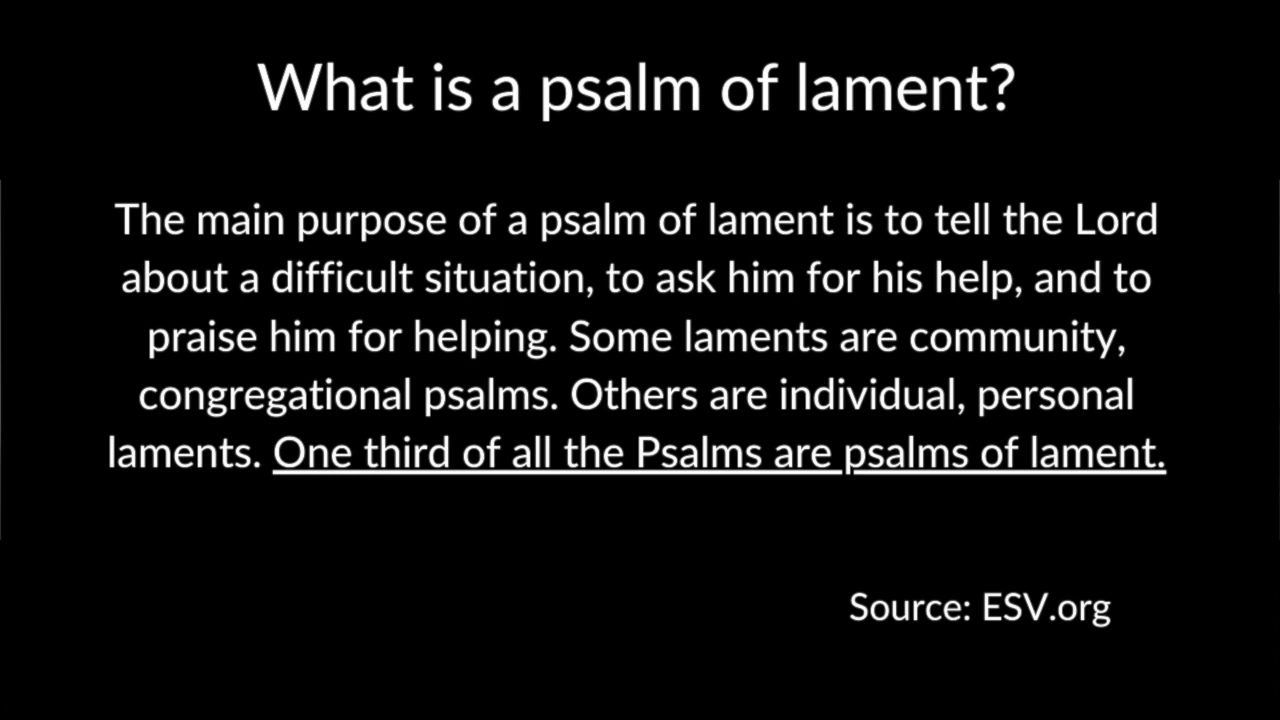 What is a psalm of lament?
The main purpose of a psalm of lament is to tell the Lord
about a difficult situation, to ask him for his help, and to
praise him for helping. Some laments are community,
congregational psalms. Others are individual, personal
laments. One third of all the Psalms are psalms of lament.
Source: ESV.org